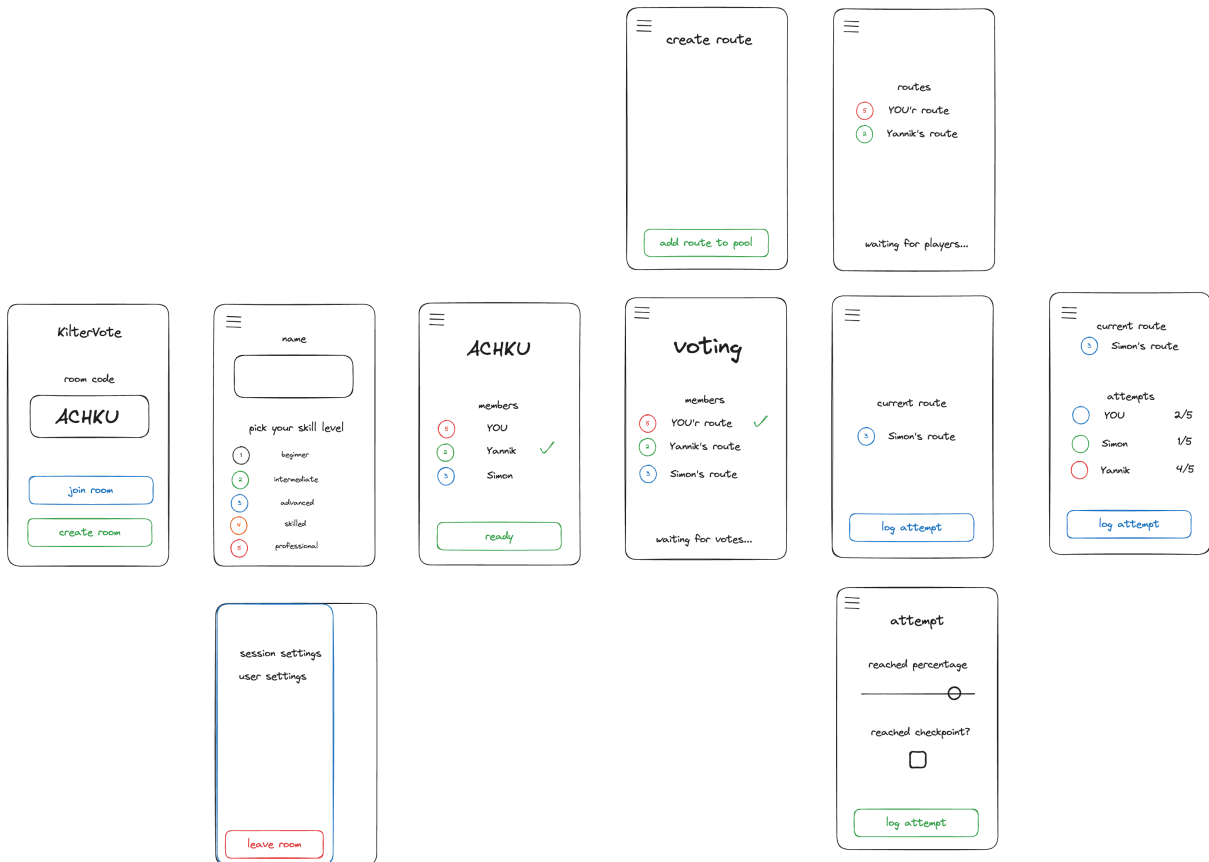 create route
add route to pool
routes
5 YOU'r route
2 Yannik's route
waiting for players...
KilterVote
room code
ACHKU
join room
create room
name
pick your skill level
1 beginner
2 intermediate
3 advanced
4 skilled
5 professional
ACHKU
members
5 YOU
2 Yannik
3 Simon
ready
voting
members
5 YOU'r route
2 Yannik's route
3 Simon's route
waiting for votes...
current route
3 Simon's route
log attempt
current route
3 Simon's route
attempts
YOU 2/5
Simon 1/5
Yannik 4/5
log attempt
session settings
user settings
leave room
attempt
reached percentage
reached checkpoint?
log attempt